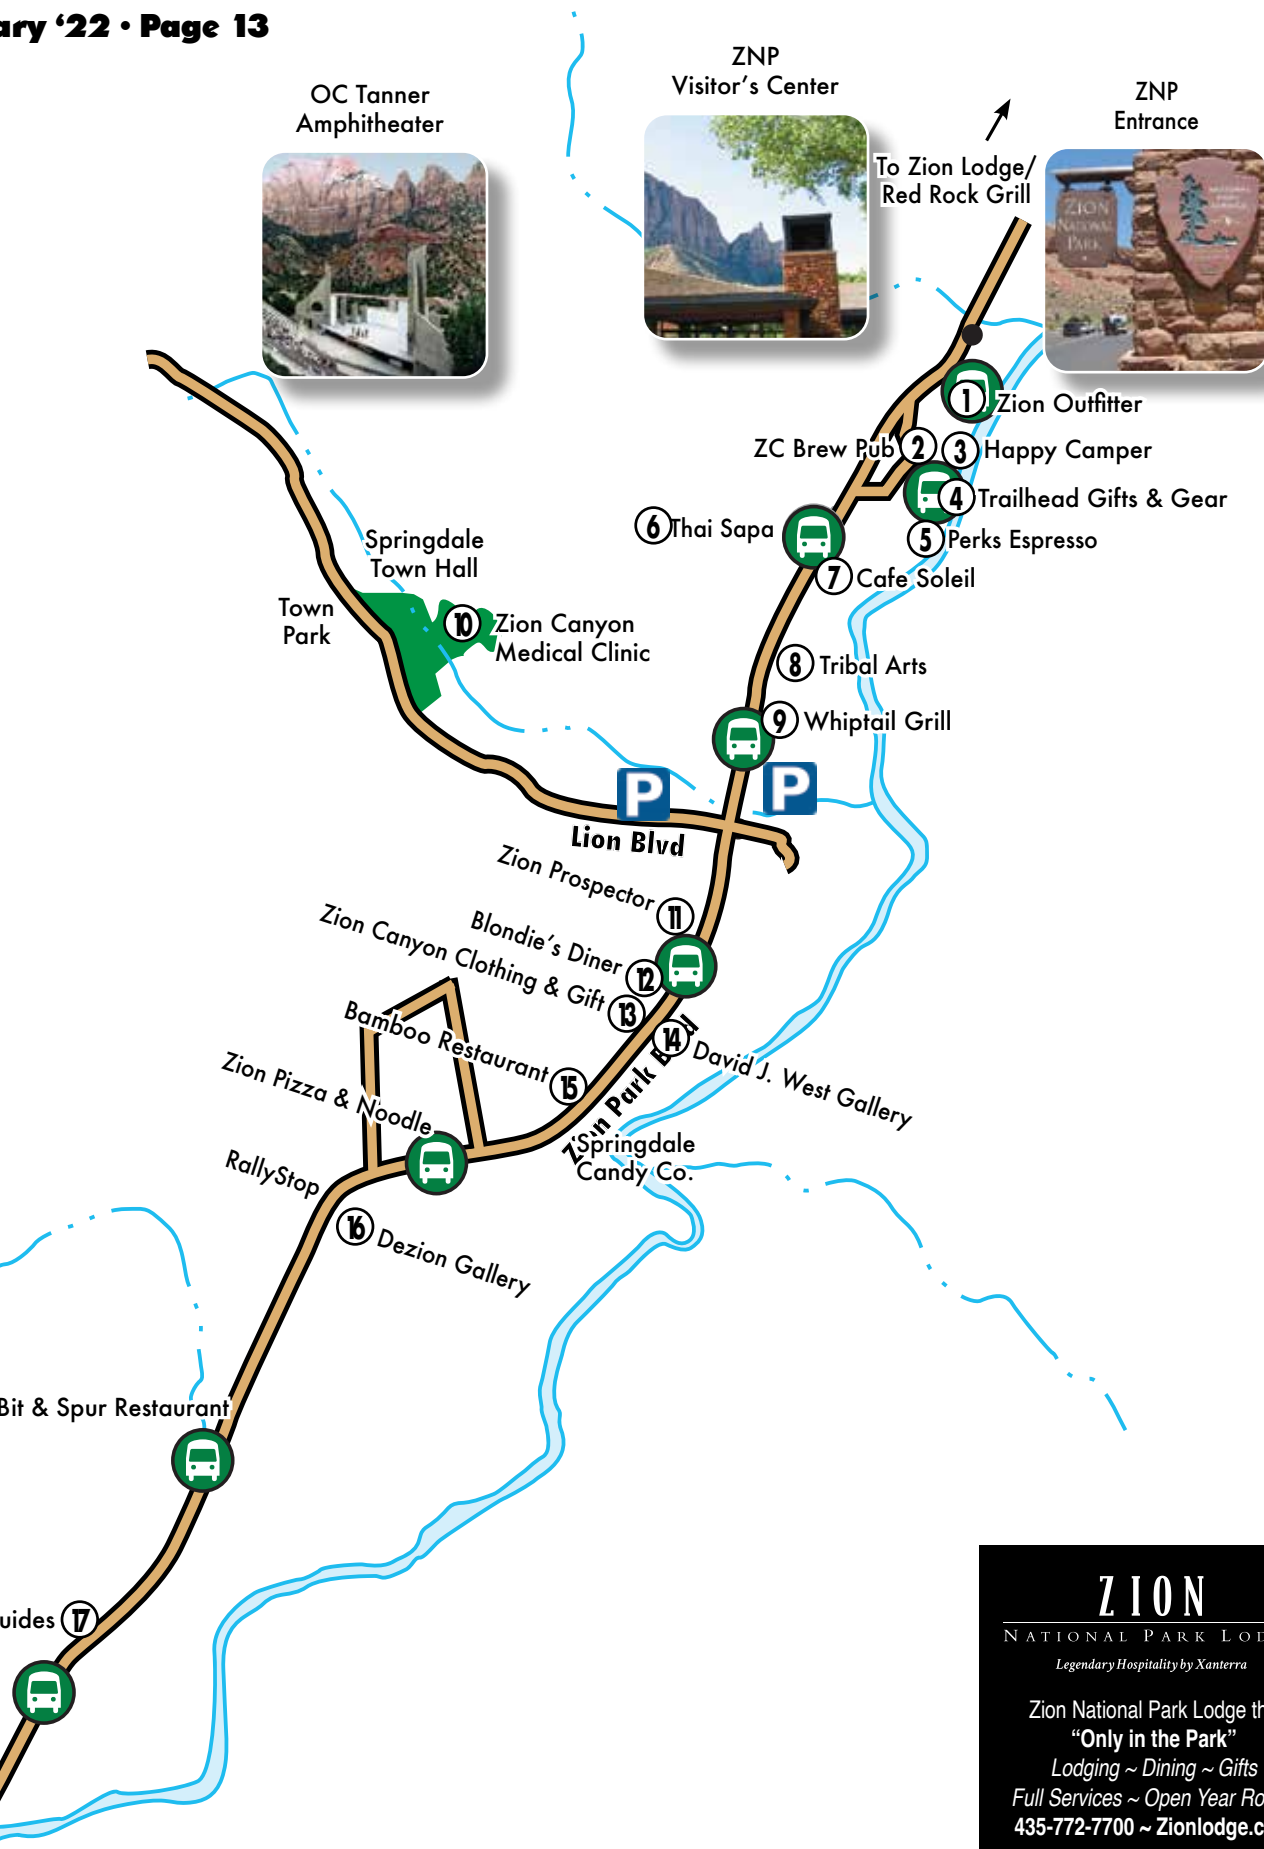 ary ‘22 • Page 13
OC Tanner
Amphitheater
ZNP
Visitor’s Center
ZNP
Entrance
To Zion Lodge/
Red Rock Grill
ZION
NATIONAL
PARK
1 Zion Outfitter
ZC Brew Pub 2
3 Happy Camper
4 Trailhead Gifts & Gear
5 Perks Espresso
6 Thai Sapa
7 Cafe Soleil
8 Tribal Arts
9 Whiptail Grill
Springdale
Town Hall
Town
Park
10 Zion Canyon
Medical Clinic
P
P
Lion Blvd
Zion Prospector 11
Blondie’s Diner 12
Zion Canyon Clothing & Gift 13
14 David J. West Gallery
Bamboo Restaurant 15
Zion Park Blvd
Zion Pizza & Noodle
Springdale
Candy Co.
RallyStop
16 Dezion Gallery
Bit & Spur Restaurant
uides 17
ZION
NATIONAL PARK LOD
Legendary Hospitality by Xanterra
Zion National Park Lodge th
“Only in the Park”
Lodging ~ Dining ~ Gifts
Full Services ~ Open Year Ro
435-772-7700 ~ Zionlodge.c